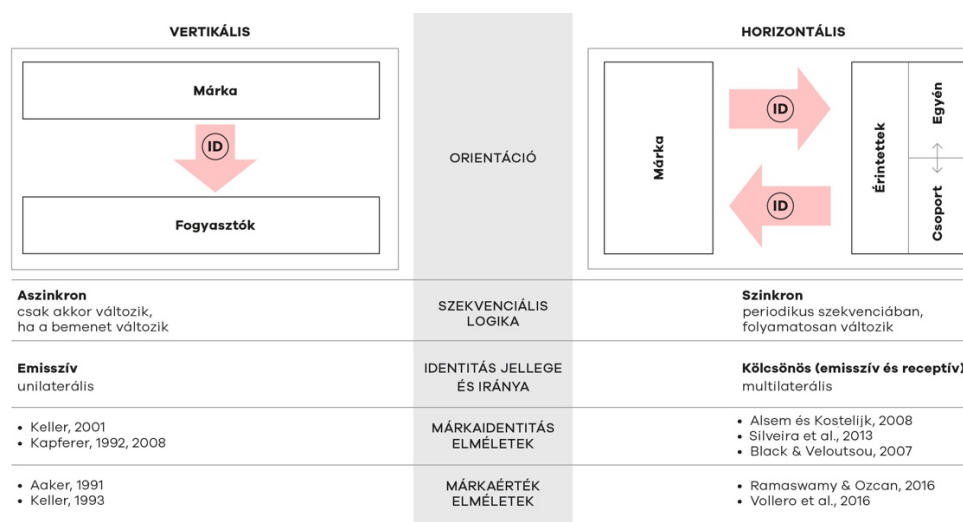 VERTIKÁLIS
HORIZONTÁLIS
Márka
ID
Fogyasztók
ORIENTÁCIÓ
Márka
ID
ID
Érintettek
Egyén
Csoport
Aszinkron
csak akkor változik,
ha a bemenet változik
SZEKVENCIÁLIS
LOGIKA
Szinkron
periodikus szekvenciában,
folyamatosan változik
Emisszív
unilaterális
IDENTITÁS JELLEGE
ÉS IRÁNYA
Kölcsönös (emisszív és receptív)
multilaterális
• Keller, 2001
• Kapferer, 1992, 2008
MÁRKAIDENTITÁS
ELMÉLETEK
• Alsem és Kostelijk, 2008
• Silveira et al., 2013
• Black & Veloutsou, 2007
• Aaker, 1991
• Keller, 1993
MÁRKAÉRTÉK
ELMÉLETEK
• Ramaswamy & Ozcan, 2016
• Vollero et al., 2016